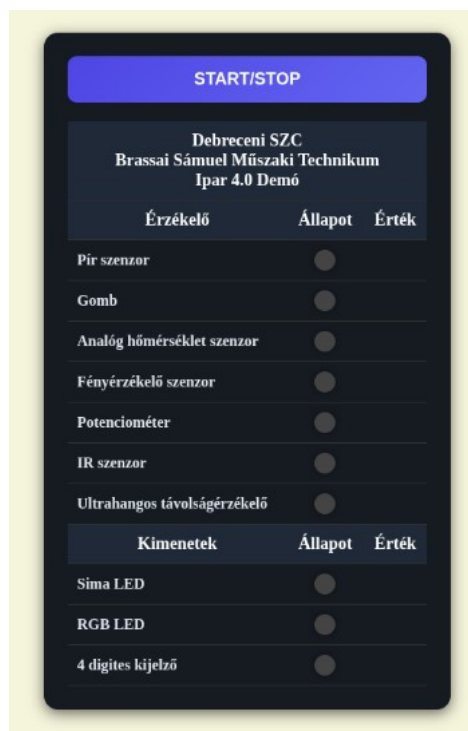 START/STOP
Debreceni SZC
Brassai Sámuel Műszaki Technikum
Ipar 4.0 Demó
Érzékelő Állapot Érték
Pír szenzor
Gomb
Analóg hőmérséklet szenzor
Fényérzékelő szenzor
Potenciométer
IR szenzor
Ultrahangos távolságérzékelő
Kimenetek Állapot Érték
Sima LED
RGB LED
4 digites kijelző